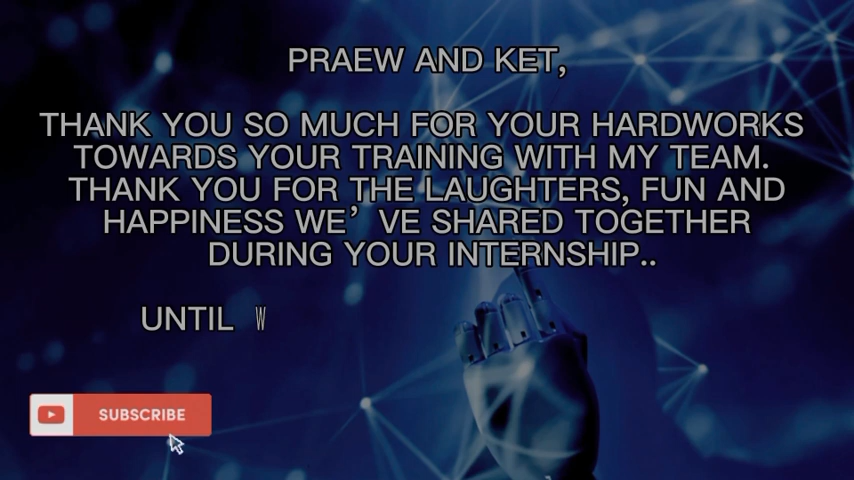 PRAEW AND KET,
THANK YOU SO MUCH FOR YOUR HARDWORKS
TOWARDS YOUR TRAINING WITH MY TEAM.
THANK YOU FOR THE LAUGHTERS, FUN AND
HAPPINESS WE’VE SHARED TOGETHER
DURING YOUR INTERNSHIP..
UNTIL W
SUBSCRIBE